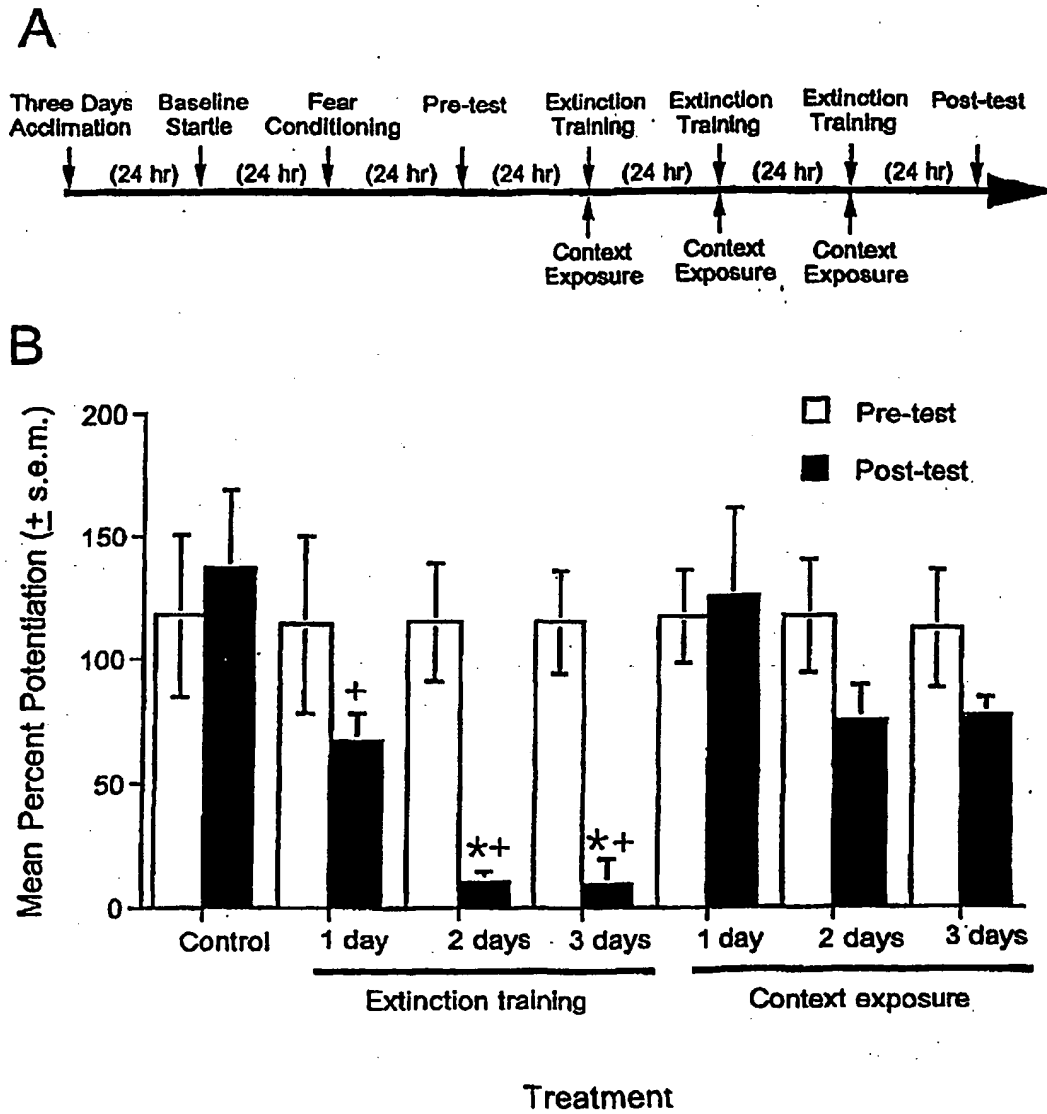 A
Three Days Acclimation
Baseline Startle
Fear Conditioning
Pre-test
Extinction Training
Extinction Training
Extinction Training
Post-test
(24 hr) (24 hr) (24 hr) (24 hr) (24 hr) (24 hr) (24 hr)
Context Exposure
Context Exposure
Context Exposure
B
Mean Percent Potentiation (± s.e.m.)
200
150
100
50
0
Pre-test
Post-test
+
*+
*+
Control
1 day
2 days
3 days
1 day
2 days
3 days
Extinction training
Context exposure
Treatment